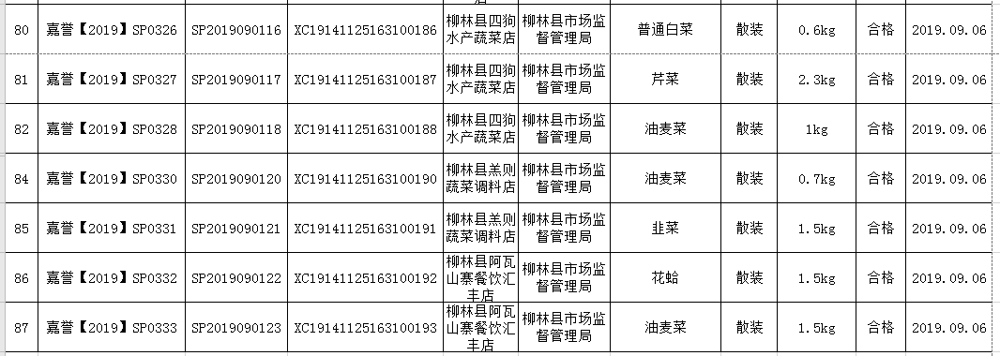 店
80 嘉誉【2019】SP0326 SP2019090116 XC19141125163100186 柳林县四狗水产蔬菜店 柳林县市场监督管理局 普通白菜 散装 0.6kg 合格 2019.09.06
81 嘉誉【2019】SP0327 SP2019090117 XC19141125163100187 柳林县四狗水产蔬菜店 柳林县市场监督管理局 芹菜 散装 2.3kg 合格 2019.09.06
82 嘉誉【2019】SP0328 SP2019090118 XC19141125163100188 柳林县四狗水产蔬菜店 柳林县市场监督管理局 油麦菜 散装 1kg 合格 2019.09.06
84 嘉誉【2019】SP0330 SP2019090120 XC19141125163100190 柳林县羔则蔬菜调料店 柳林县市场监督管理局 油麦菜 散装 0.7kg 合格 2019.09.06
85 嘉誉【2019】SP0331 SP2019090121 XC19141125163100191 柳林县羔则蔬菜调料店 柳林县市场监督管理局 韭菜 散装 1.5kg 合格 2019.09.06
86 嘉誉【2019】SP0332 SP2019090122 XC19141125163100192 柳林县阿瓦山寨餐饮汇丰店 柳林县市场监督管理局 花蛤 散装 1.5kg 合格 2019.09.06
87 嘉誉【2019】SP0333 SP2019090123 XC19141125163100193 柳林县阿瓦山寨餐饮汇丰店 柳林县市场监督管理局 油麦菜 散装 1.5kg 合格 2019.09.06